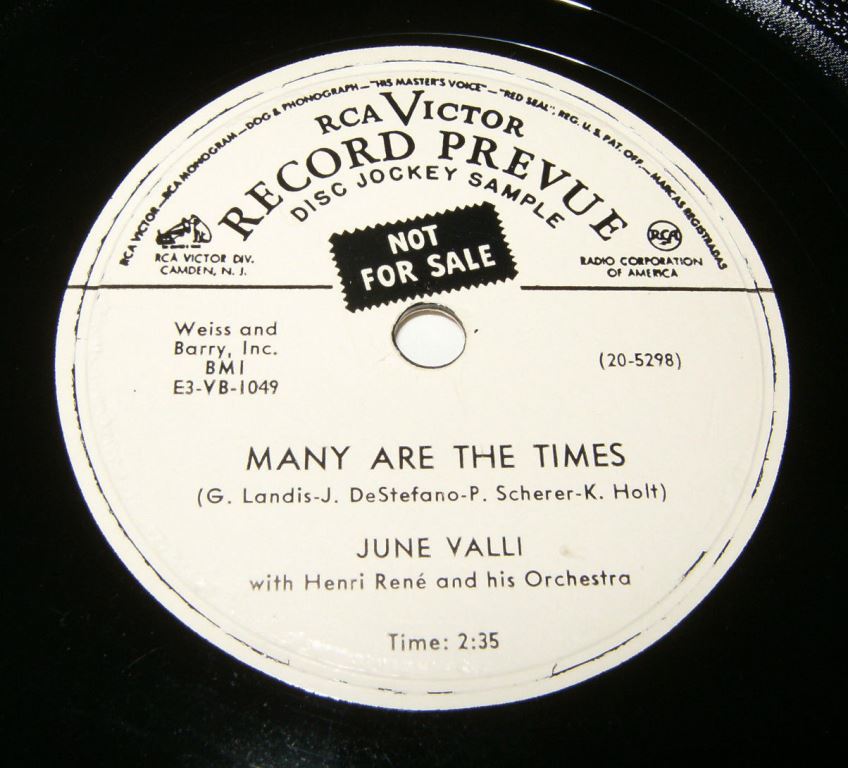 RCA VICTOR—RCA MONOGRAM—DOG & PHONOGRAPH—"HIS MASTER'S VOICE"—"RED SEAL", REG. U. S. PAT. OFF.—MARCAS REGISTRADAS
RCA VICTOR
RECORD PREVUE
DISC JOCKEY SAMPLE
NOT
FOR SALE
RCA VICTOR DIV.
CAMDEN, N. J.
RCA
RADIO CORPORATION
OF AMERICA
Weiss and
Barry, Inc.
BMI
E3-VB-1049
(20-5298)
MANY ARE THE TIMES
(G. Landis-J. DeStefano-P. Scherer-K. Holt)
JUNE VALLI
with Henri René and his Orchestra
Time: 2:35